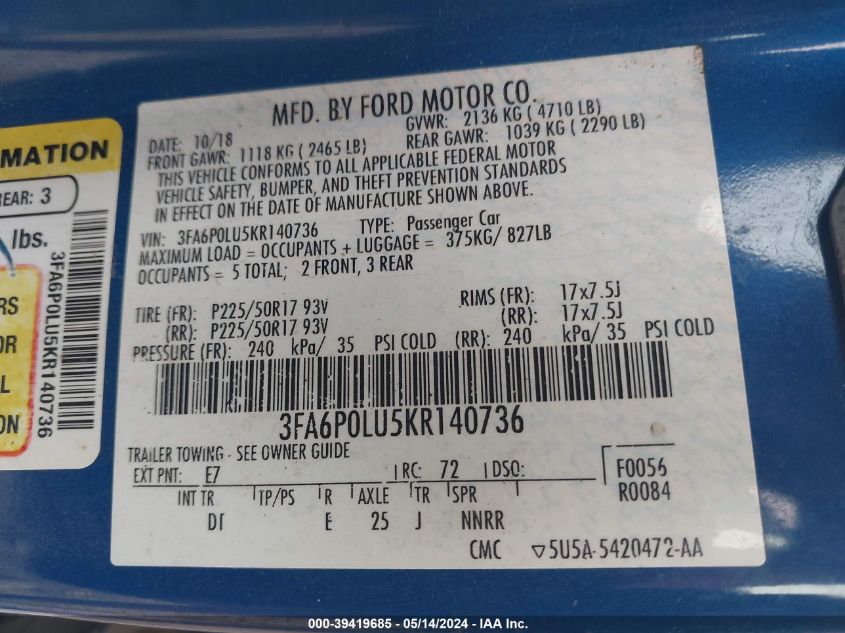 MATION
REAR: 3
lbs.
RS
OR
L
ON
3FA6P0LU5KR140736
MFD. BY FORD MOTOR CO.
DATE: 10/18 GVWR: 2136 KG ( 4710 LB)
FRONT GAWR: 1118 KG ( 2465 LB) REAR GAWR: 1039 KG ( 2290 LB)
THIS VEHICLE CONFORMS TO ALL APPLICABLE FEDERAL MOTOR
VEHICLE SAFETY, BUMPER, AND THEFT PREVENTION STANDARDS
IN EFFECT ON THE DATE OF MANUFACTURE SHOWN ABOVE.
VIN: 3FA6P0LU5KR140736 TYPE: Passenger Car
MAXIMUM LOAD = OCCUPANTS + LUGGAGE = 375KG/ 827LB
OCCUPANTS = 5 TOTAL; 2 FRONT, 3 REAR
TIRE (FR): P225/50R17 93V RIMS (FR): 17x7.5J
(RR): P225/50R17 93V (RR): 17x7.5J
PRESSURE (FR): 240 kPa/ 35 PSI COLD (RR): 240 kPa/ 35 PSI COLD
3FA6P0LU5KR140736
TRAILER TOWING - SEE OWNER GUIDE
EXT PNT: E7 RC: 72 DSO: F0056
INT TR TP/PS R AXLE TR SPR R0084
DI E 25 J NNRR
CMC ▽5U5A-5420472-AA
000-39419685 - 05/14/2024 - IAA Inc.